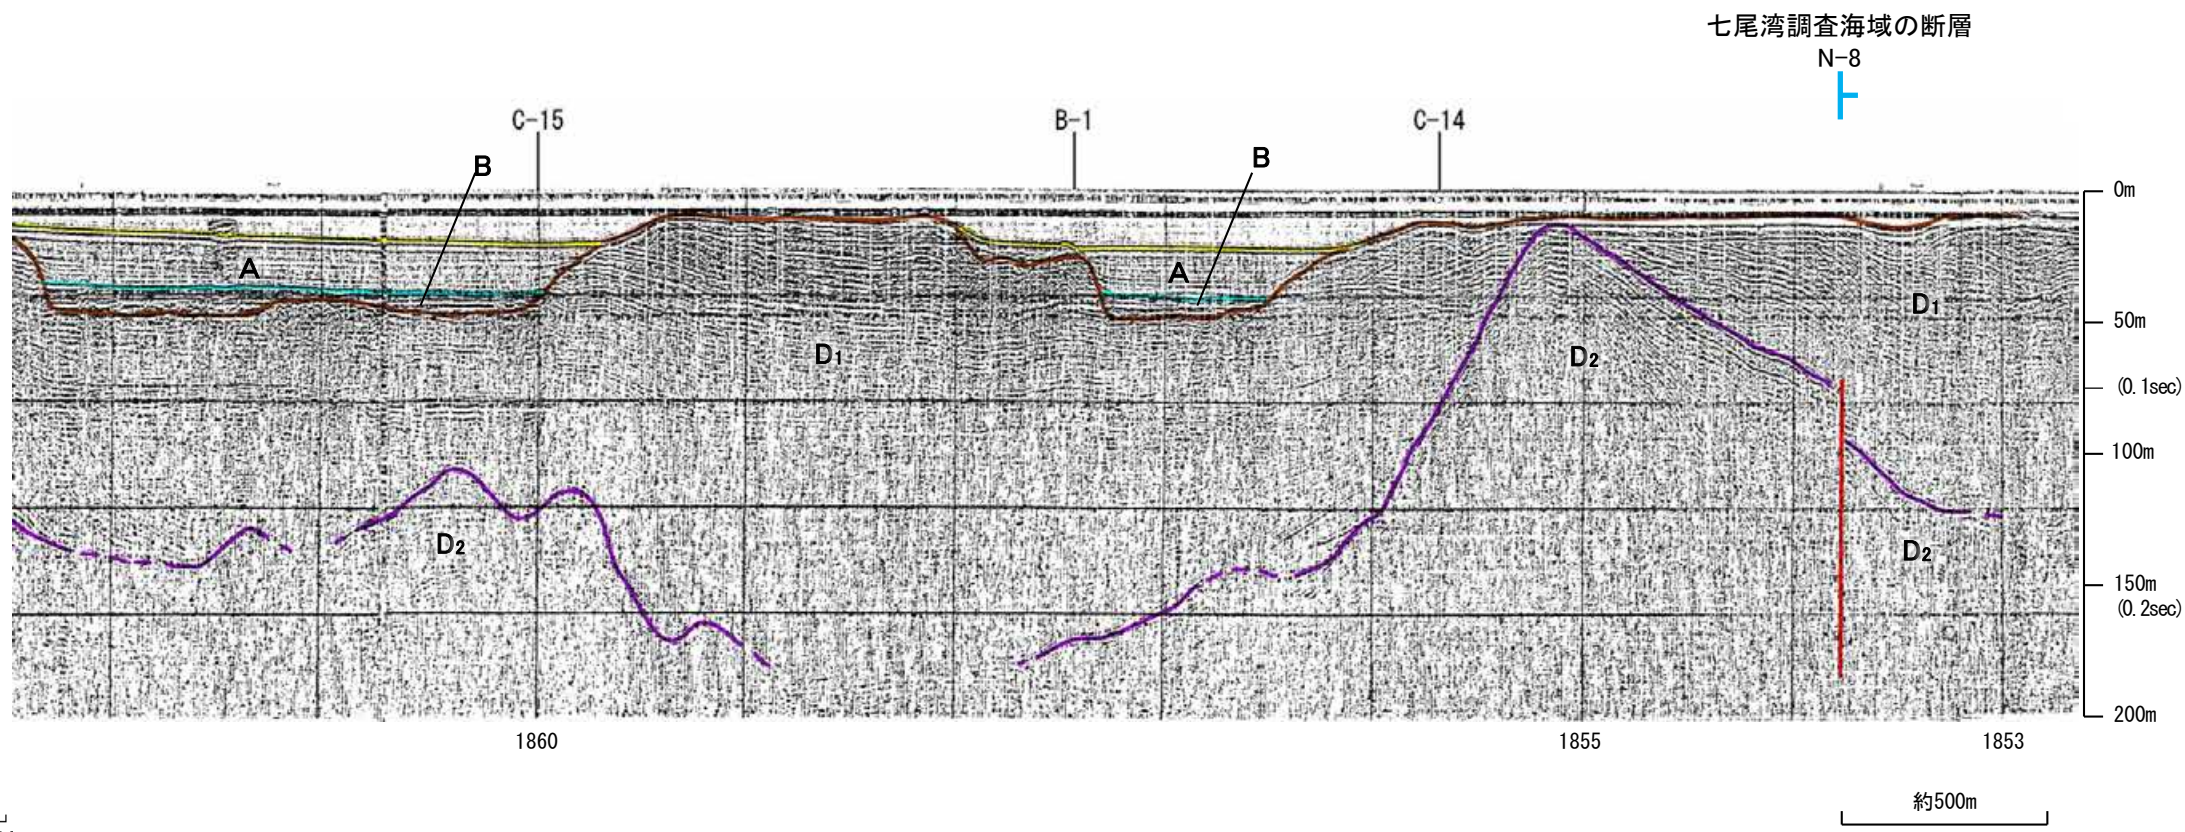 七尾湾調査海域の断層
N-8
C-15
B-1
C-14
B
B
0m
A
A
D1
50m
D1
D2
(0.1sec)
100m
D2
D2
150m
(0.2sec)
200m
1860
1855
1853
約500m